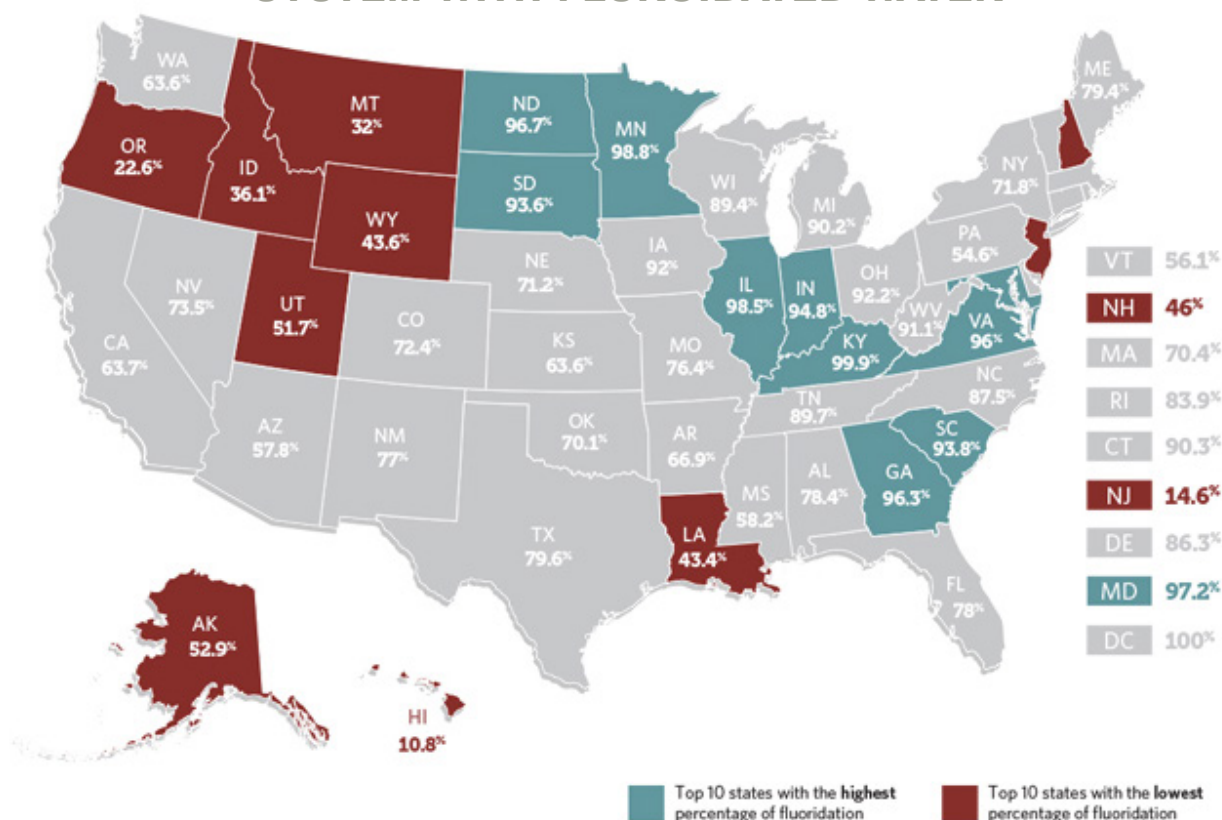 SYSTEM WITH FLUORIDATED WATER
WA
63.6%
OR
22.6%
ID
36.1%
MT
32%
WY
43.6%
ND
96.7%
SD
93.6%
MN
98.8%
WI
89.4%
MI
90.2%
NY
71.8%
ME
79.4%
CA
63.7%
NV
73.5%
UT
51.7%
CO
72.4%
NE
71.2%
IA
92%
IL
98.5%
IN
94.8%
OH
92.2%
PA
54.6%
WV
91.1%
VA
96%
KY
99.9%
KS
63.6%
MO
76.4%
AZ
57.8%
NM
77%
OK
70.1%
AR
66.9%
TN
89.7%
NC
87.5%
SC
93.8%
GA
96.3%
AL
78.4%
MS
58.2%
LA
43.4%
TX
79.6%
FL
78%
AK
52.9%
HI
10.8%
VT 56.1%
NH 46%
MA 70.4%
RI 83.9%
CT 90.3%
NJ 14.6%
DE 86.3%
MD 97.2%
DC 100%
Top 10 states with the highest
percentage of fluoridation
Top 10 states with the lowest
percentage of fluoridation